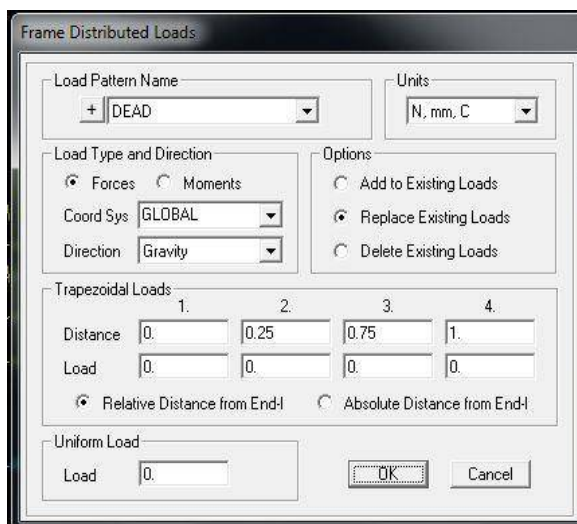 Frame Distributed Loads
Load Pattern Name
+ DEAD
Units
N, mm, C
Load Type and Direction
Forces Moments
Coord Sys GLOBAL
Direction Gravity
Options
Add to Existing Loads
Replace Existing Loads
Delete Existing Loads
Trapezoidal Loads
1. 2. 3. 4.
Distance 0. 0.25 0.75 1.
Load 0. 0. 0. 0.
Relative Distance from End-I Absolute Distance from End-I
Uniform Load
Load 0.
OK Cancel